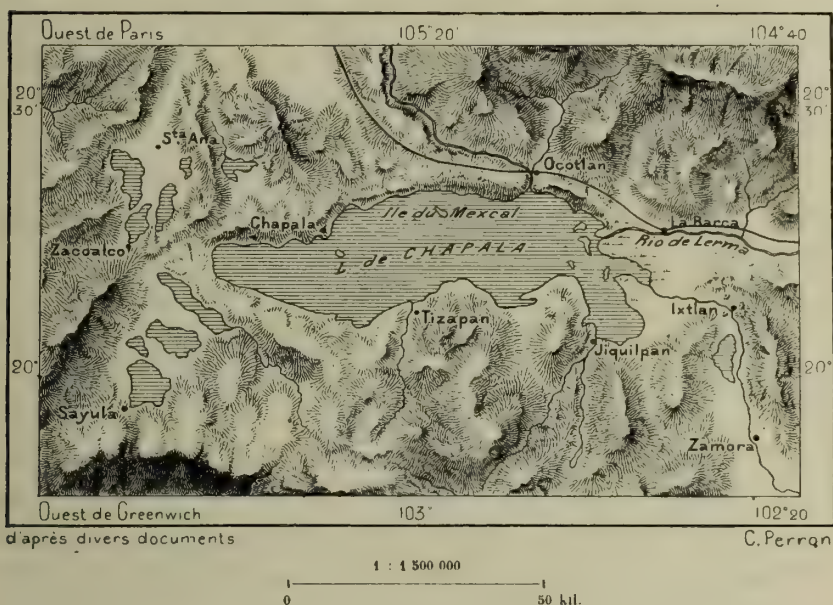 Ouest de Paris 105°20' 104°40
20°
30'
20°
30'
Sta Ana
Ocotlan
Chapala
Ile du Mexcal
La Barca
Zacoalco
L. de CHAPALA
Rio de Lerma
Tizapan
Ixtlan
Jiquilpan
20°
20°
Sayula
Zamora
Ouest de Greenwich 103° 102°20
d'après divers documents C. Perron
1 : 1 500 000
0 50 kil.